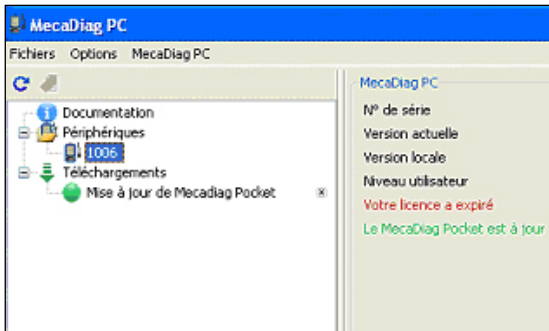 MecaDiag PC
Fichiers Options MecaDiag PC
Documentation
Périphériques
1006
Téléchargements
Mise à jour de Mecadiag Pocket
MecaDiag PC
N° de série
Version actuelle
Version locale
Niveau utilisateur
Votre licence a expiré
Le MecaDiag Pocket est à jour